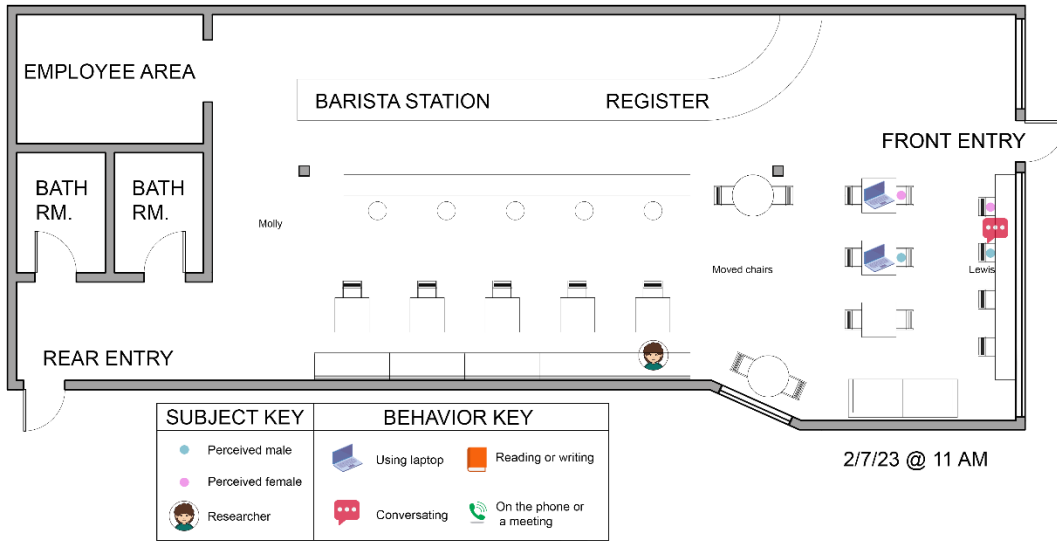 EMPLOYEE AREA
BARISTA STATION
REGISTER
FRONT ENTRY
BATH
RM.
BATH
RM.
Molly
Moved chairs
Lewis
REAR ENTRY
SUBJECT KEY
Perceived male
Perceived female
Researcher
BEHAVIOR KEY
Using laptop
Reading or writing
Conversating
On the phone or
a meeting
2/7/23 @ 11 AM